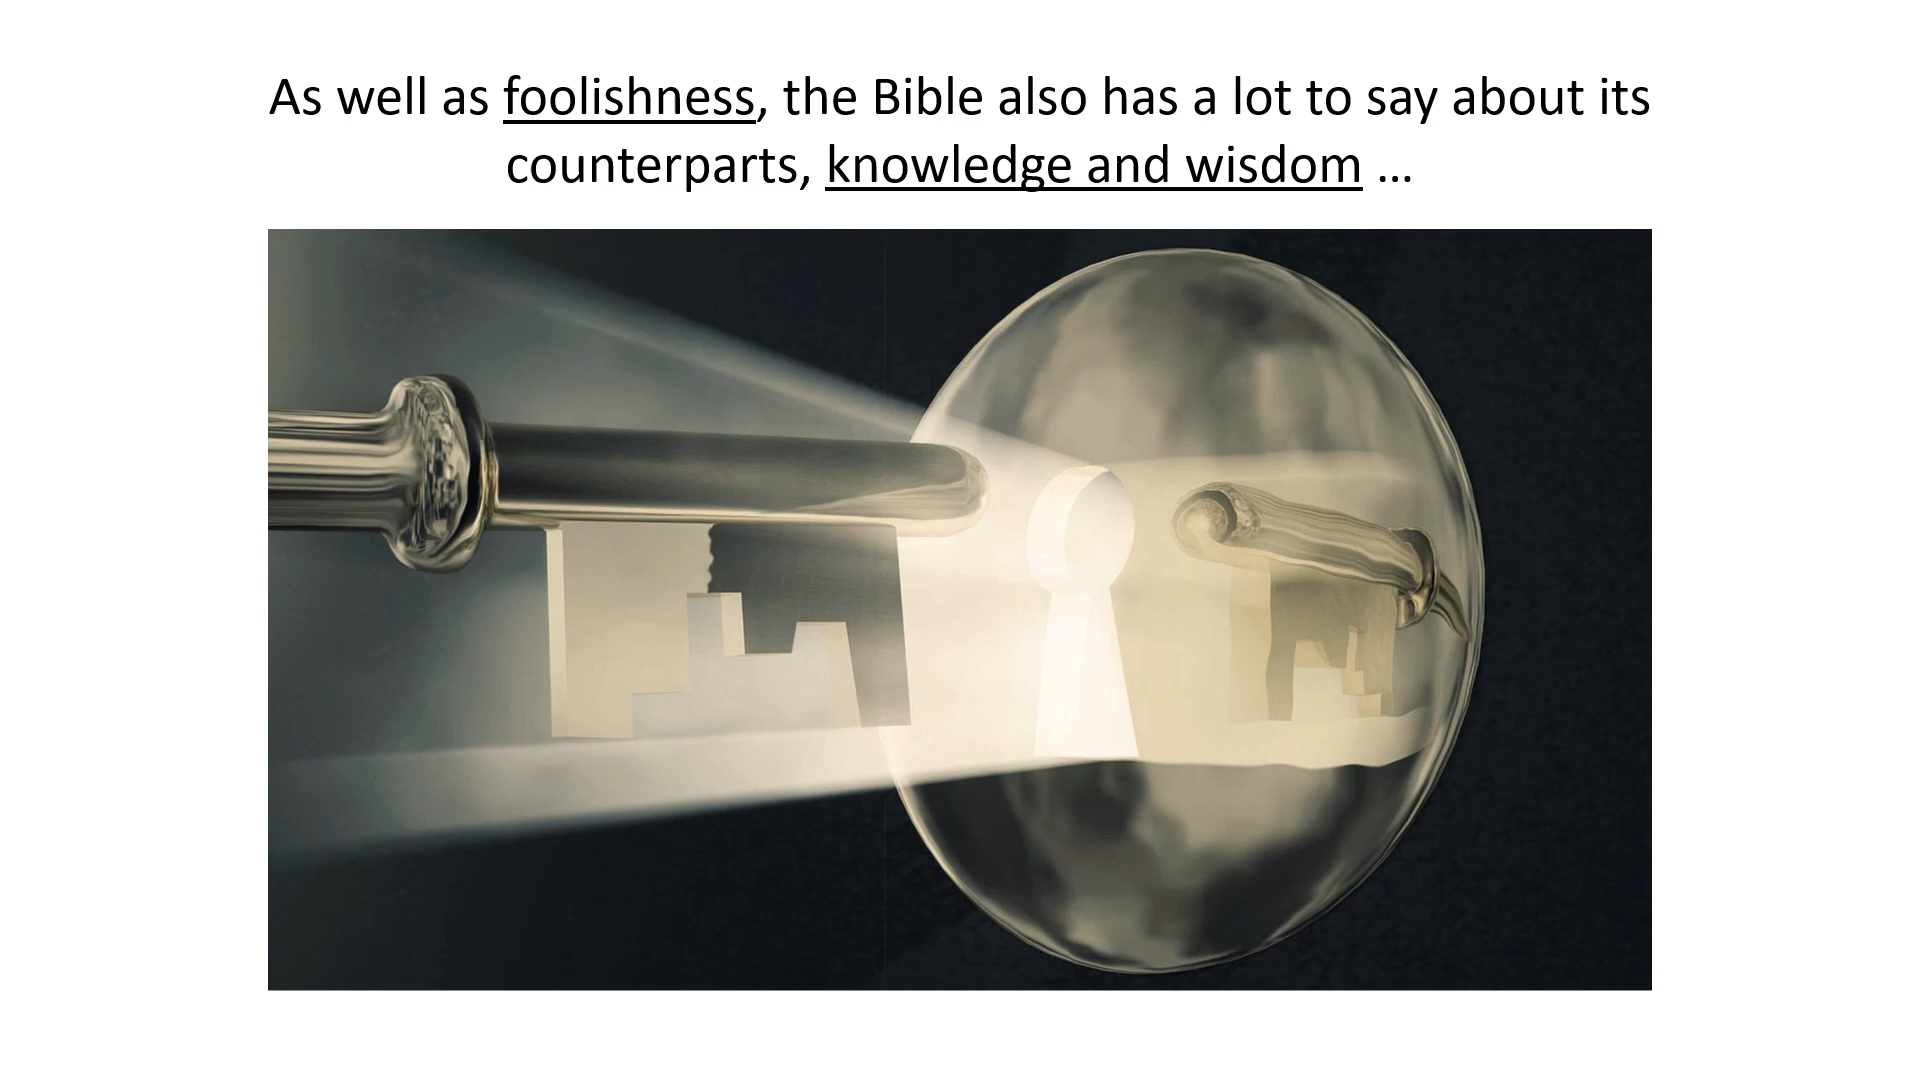 As well as foolishness, the Bible also has a lot to say about its
counterparts, knowledge and wisdom …